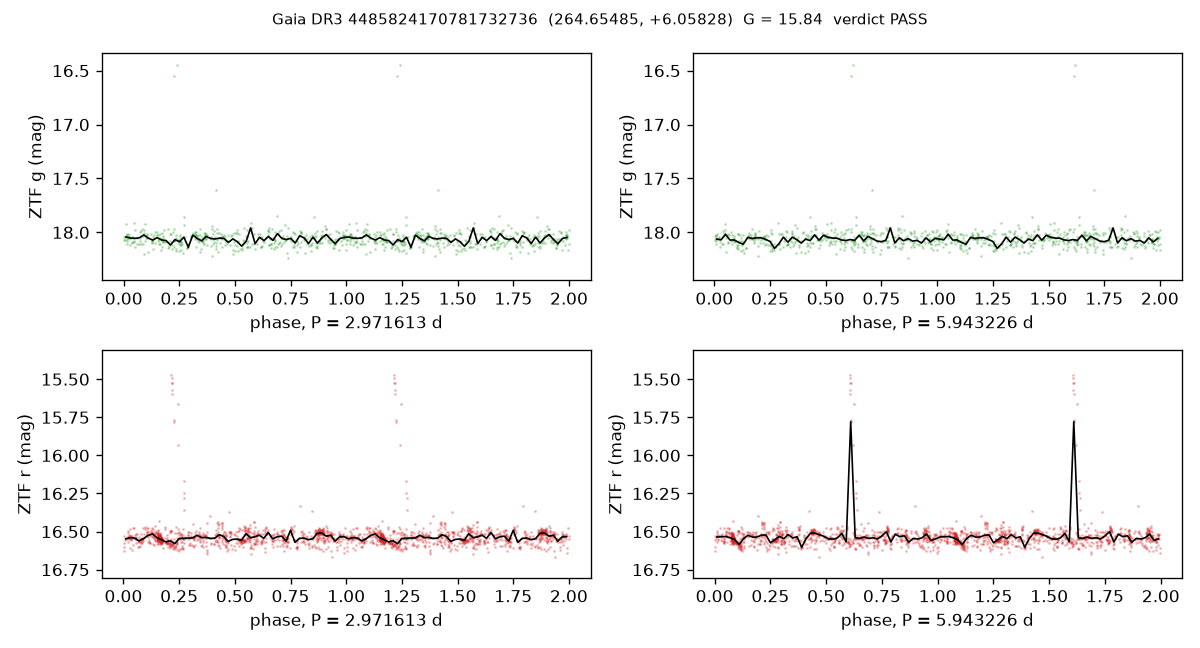 Gaia DR3 4485824170781732736 (264.65485, +6.05828) G = 15.84 verdict PASS
ZTF g (mag)
16.5
17.0
17.5
18.0
0.00 0.25 0.50 0.75 1.00 1.25 1.50 1.75 2.00
phase, P = 2.971613 d
ZTF g (mag)
16.5
17.0
17.5
18.0
0.00 0.25 0.50 0.75 1.00 1.25 1.50 1.75 2.00
phase, P = 5.943226 d
ZTF r (mag)
15.50
15.75
16.00
16.25
16.50
16.75
0.00 0.25 0.50 0.75 1.00 1.25 1.50 1.75 2.00
phase, P = 2.971613 d
ZTF r (mag)
15.50
15.75
16.00
16.25
16.50
16.75
0.00 0.25 0.50 0.75 1.00 1.25 1.50 1.75 2.00
phase, P = 5.943226 d